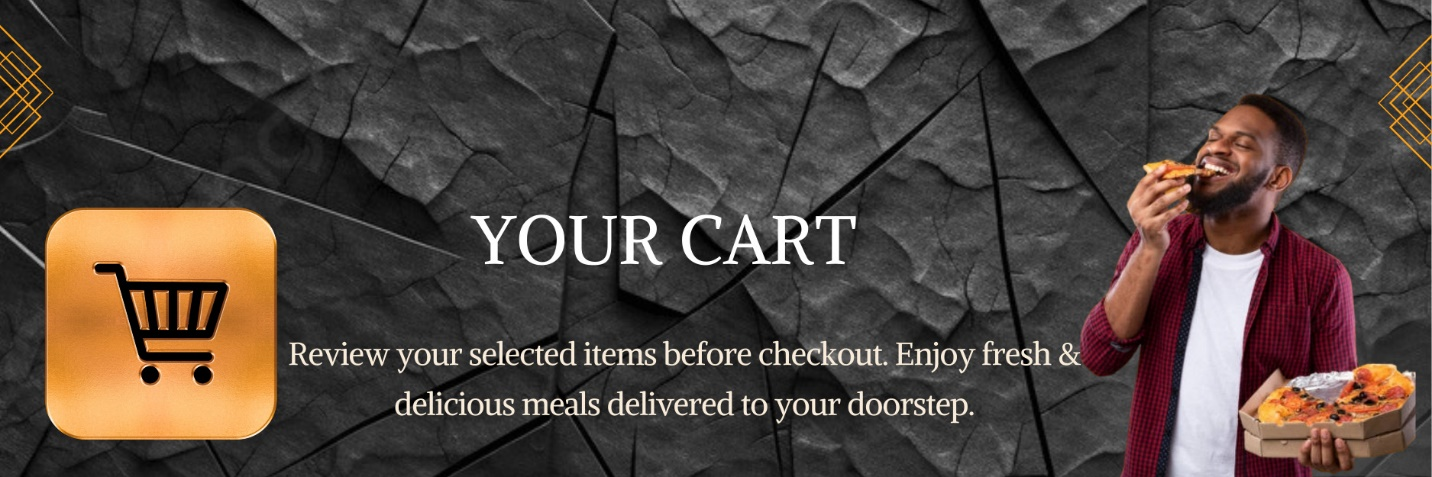 YOUR CART
Review your selected items before checkout. Enjoy fresh &
delicious meals delivered to your doorstep.